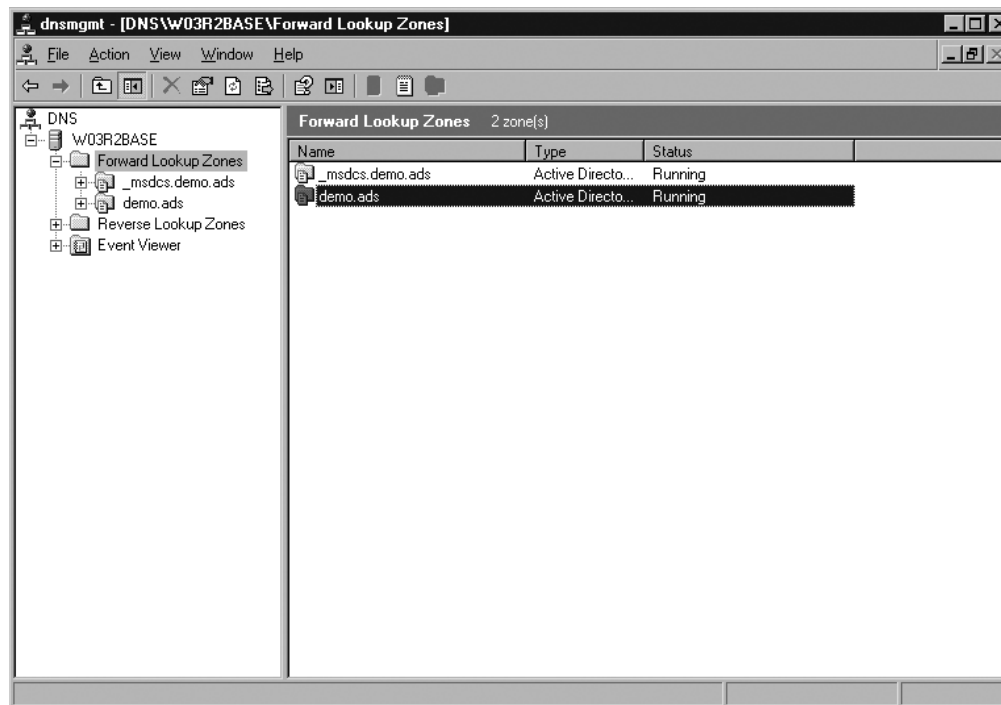 dnsmgmt - [DNS\W03R2BASE\Forward Lookup Zones]
File Action View Window Help
DNS
W03R2BASE
Forward Lookup Zones
_msdcs.demo.ads
demo.ads
Reverse Lookup Zones
Event Viewer
Forward Lookup Zones 2 zone(s)
Name Type Status
_msdcs.demo.ads Active Directo... Running
demo.ads Active Directo... Running